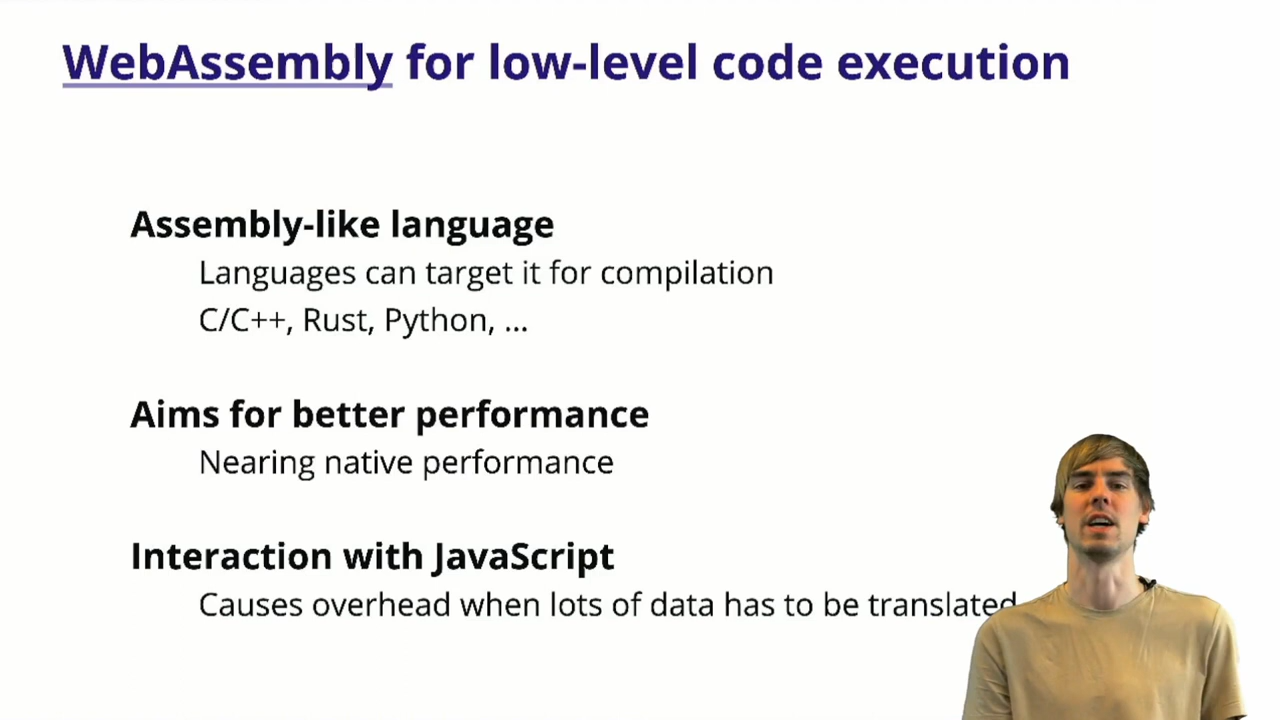 WebAssembly for low-level code execution
Assembly-like language
Languages can target it for compilation
C/C++, Rust, Python, ...
Aims for better performance
Nearing native performance
Interaction with JavaScript
Causes overhead when lots of data has to be translated